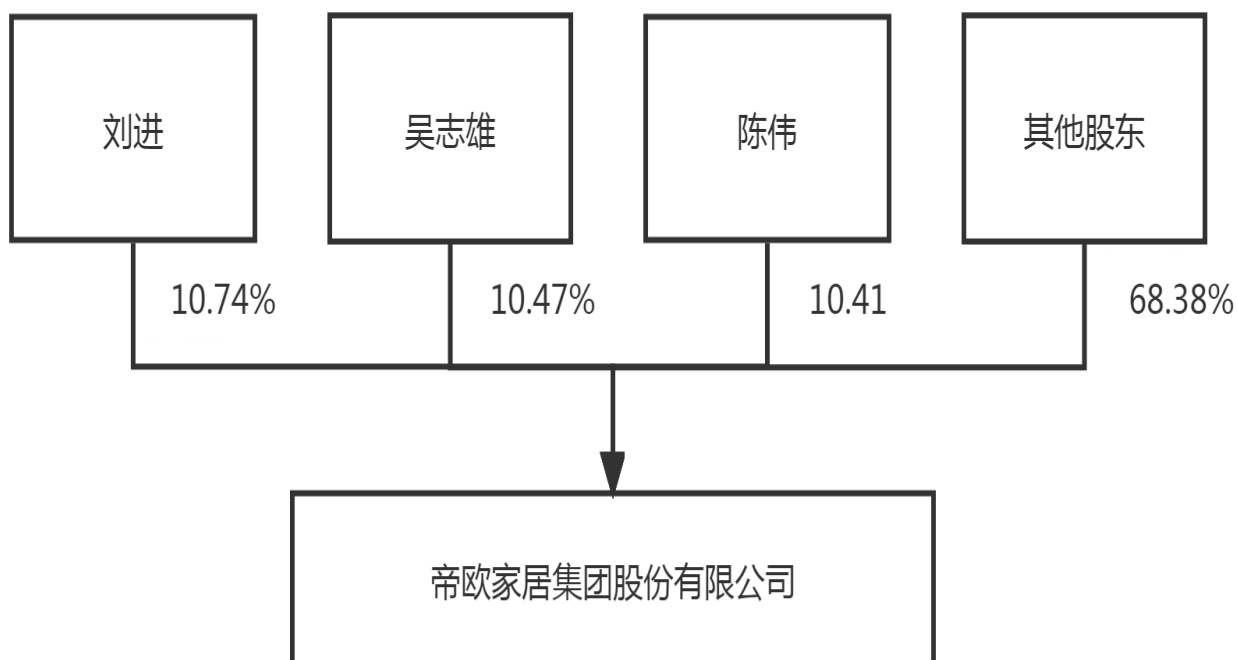 刘进
吴志雄
陈伟
其他股东
10.74%
10.47%
10.41
68.38%
帝欧家居集团股份有限公司